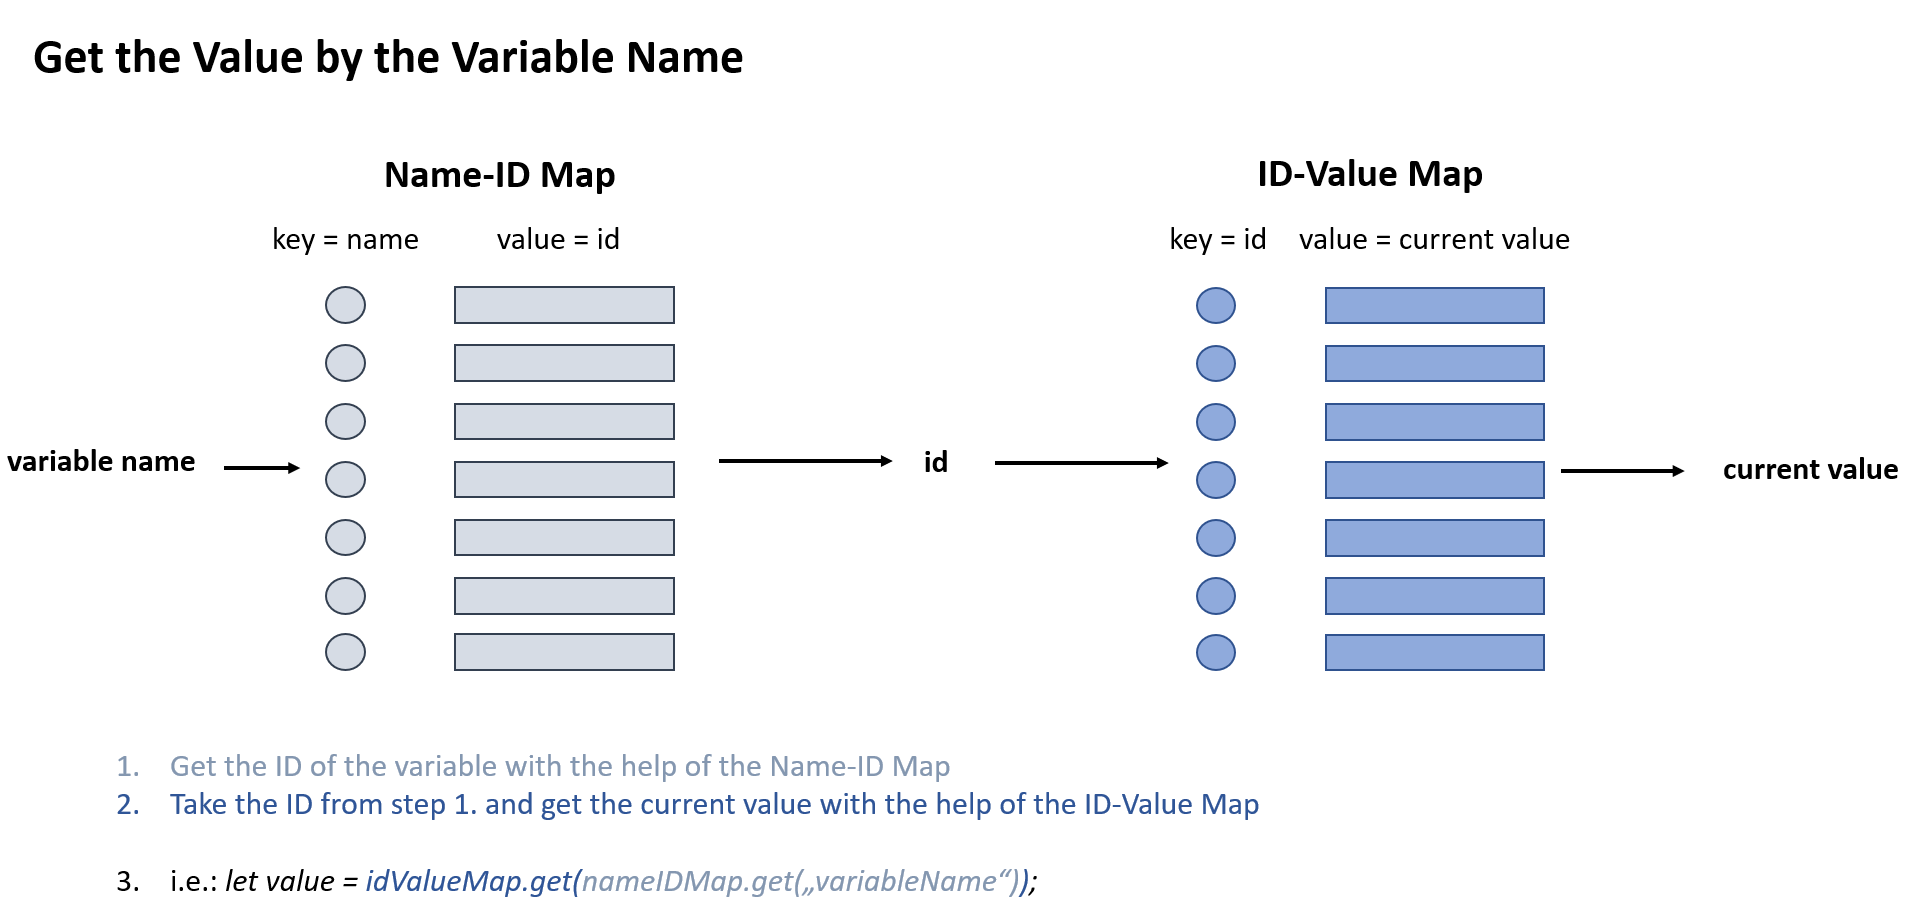 Get the Value by the Variable Name
Name-ID Map
ID-Value Map
key = name value = id
key = id value = current value
variable name
id
current value
1. Get the ID of the variable with the help of the Name-ID Map
2. Take the ID from step 1. and get the current value with the help of the ID-Value Map
3. i.e.: let value = idValueMap.get(nameIDMap.get(„variableName“));